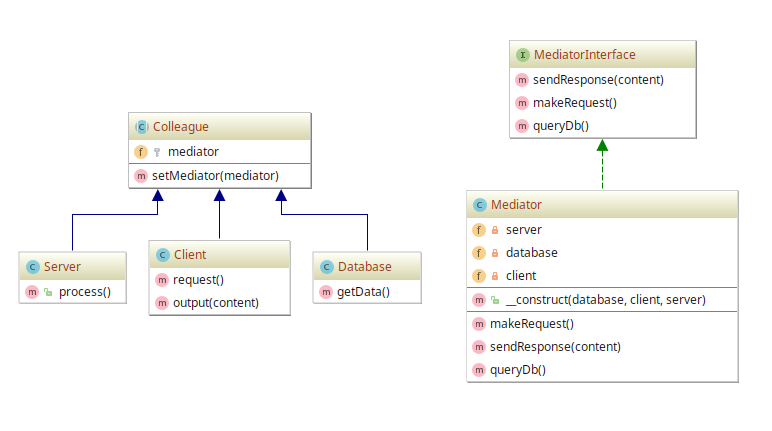 MediatorInterface
sendResponse(content)
makeRequest()
queryDb()
Colleague
mediator
setMediator(mediator)
Mediator
server
database
client
__construct(database, client, server)
makeRequest()
sendResponse(content)
queryDb()
Server
process()
Client
request()
output(content)
Database
getData()